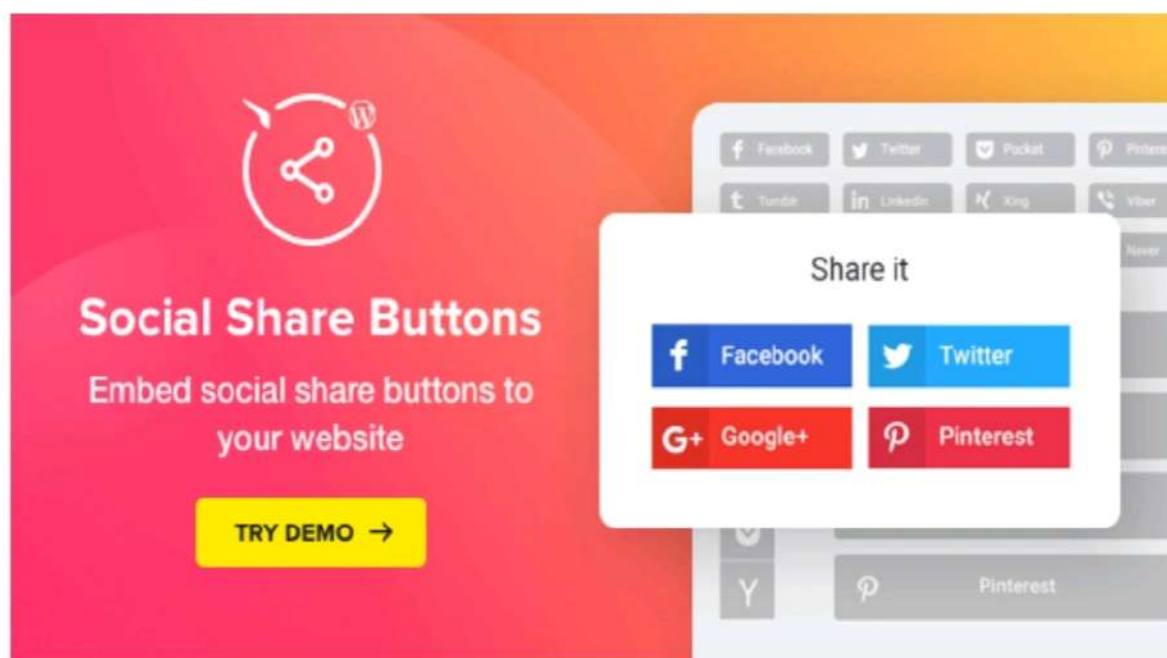 Social Share Buttons
Embed social share buttons to
your website
TRY DEMO →
Facebook
Twitter
Pocket
Tumblr
Linkedin
Xing
Viber
Share it
Facebook
Twitter
G+ Google+
Pinterest
Pinterest